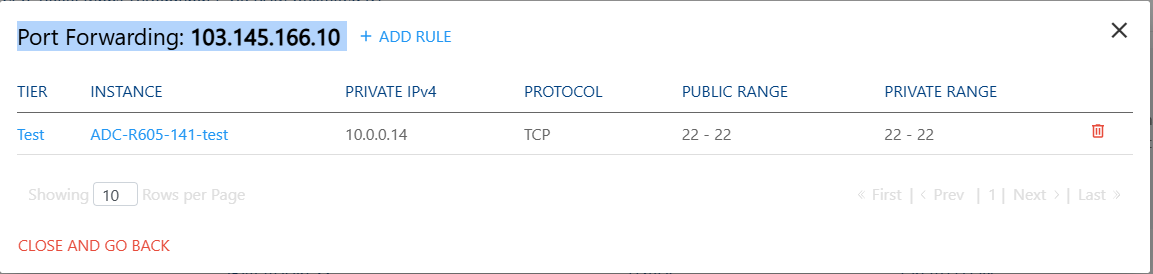 Port Forwarding: 103.145.166.10 + ADD RULE
TIER INSTANCE PRIVATE IPv4 PROTOCOL PUBLIC RANGE PRIVATE RANGE
Test ADC-R605-141-test 10.0.0.14 TCP 22 - 22 22 - 22
Showing 10 Rows per Page « First | ‹ Prev | 1 | Next › | Last »
CLOSE AND GO BACK